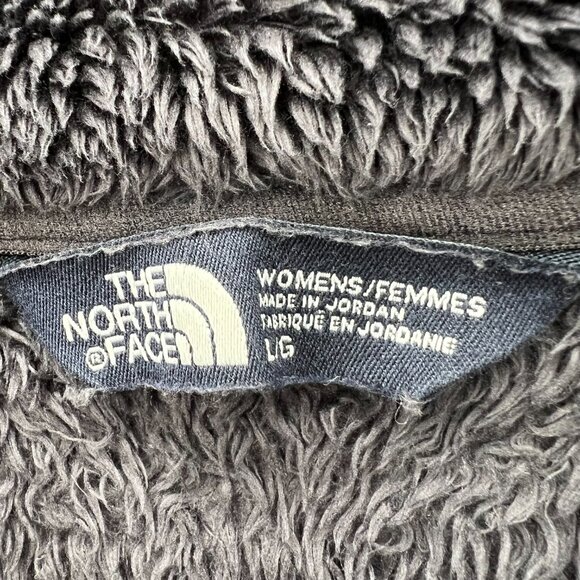 THE
NORTH
® FACE
WOMENS/FEMMES
MADE IN JORDAN
FABRIQUÉ EN JORDANIE
L/G